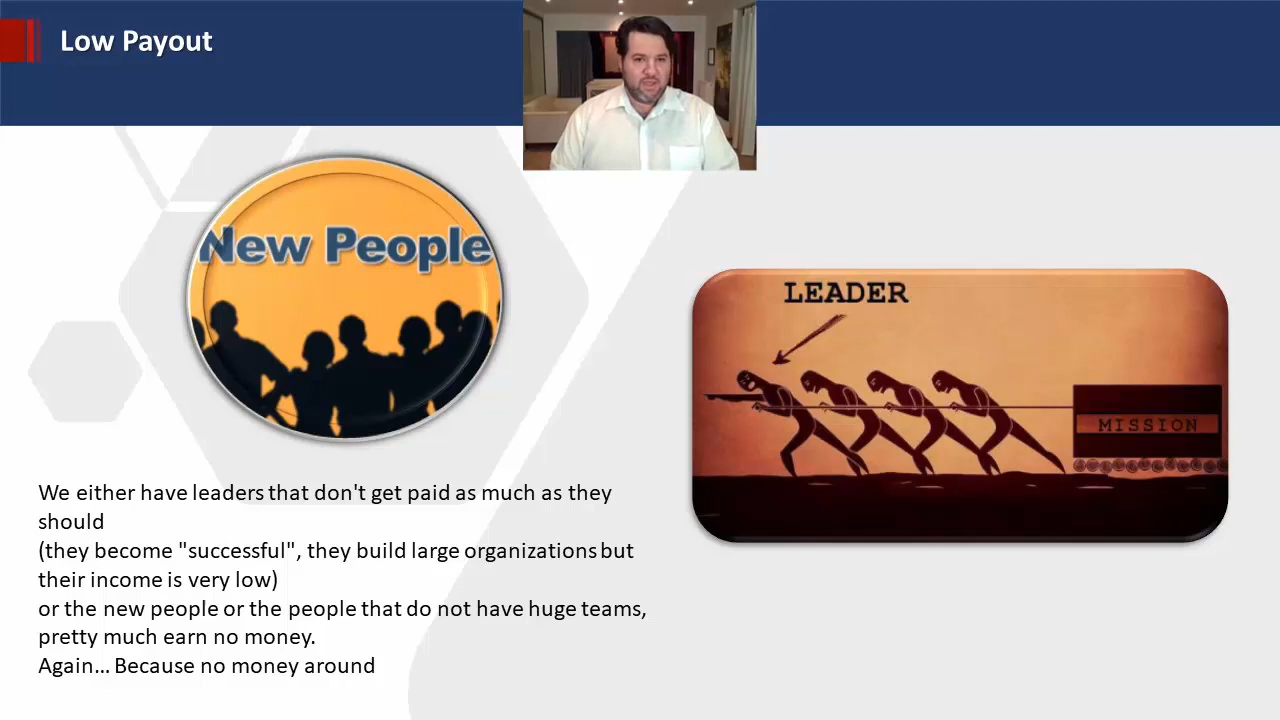 Low Payout
New People
LEADER
MISSION
We either have leaders that don't get paid as much as they
should
(they become "successful", they build large organizations but
their income is very low)
or the new people or the people that do not have huge teams,
pretty much earn no money.
Again... Because no money around